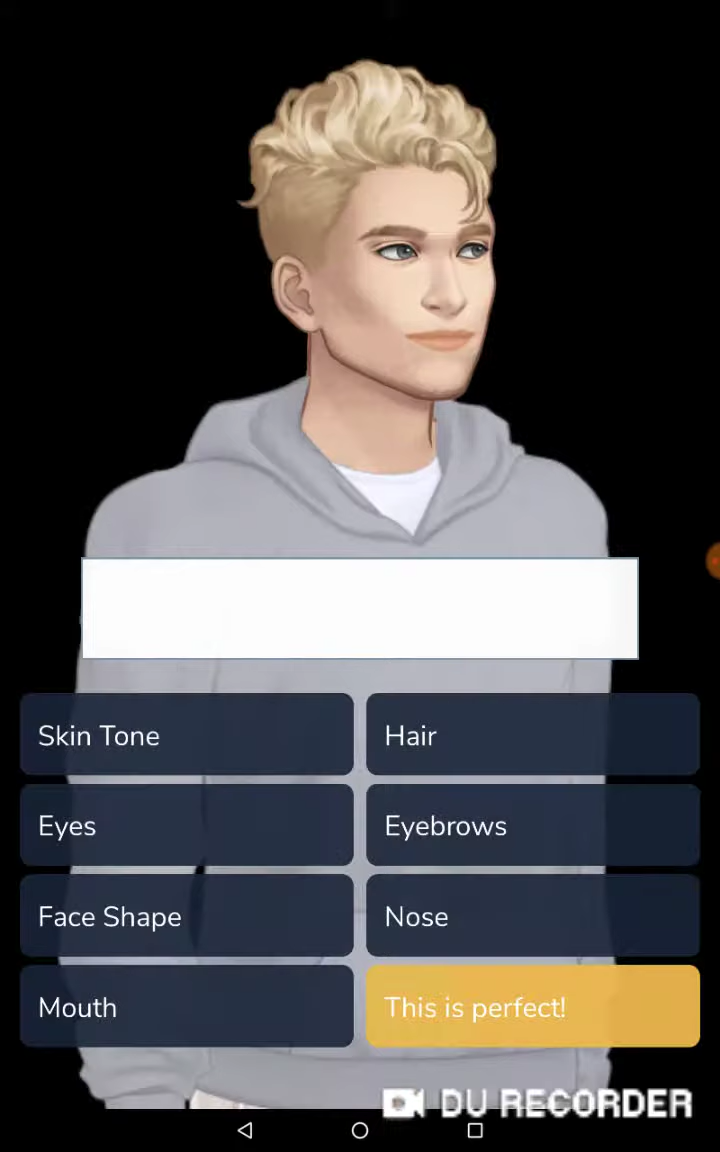 Skin Tone
Hair
Eyes
Eyebrows
Face Shape
Nose
Mouth
This is perfect!
DU RECORDER